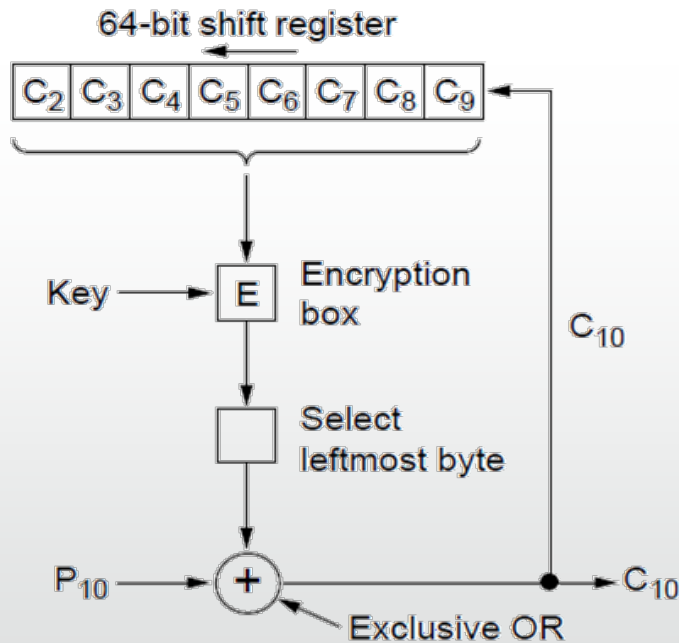 64-bit shift register
C₂ C₃ C₄ C₅ C₆ C₇ C₈ C₉
Key
E
Encryption
box
C₁₀
Select
leftmost byte
P₁₀
+
C₁₀
Exclusive OR